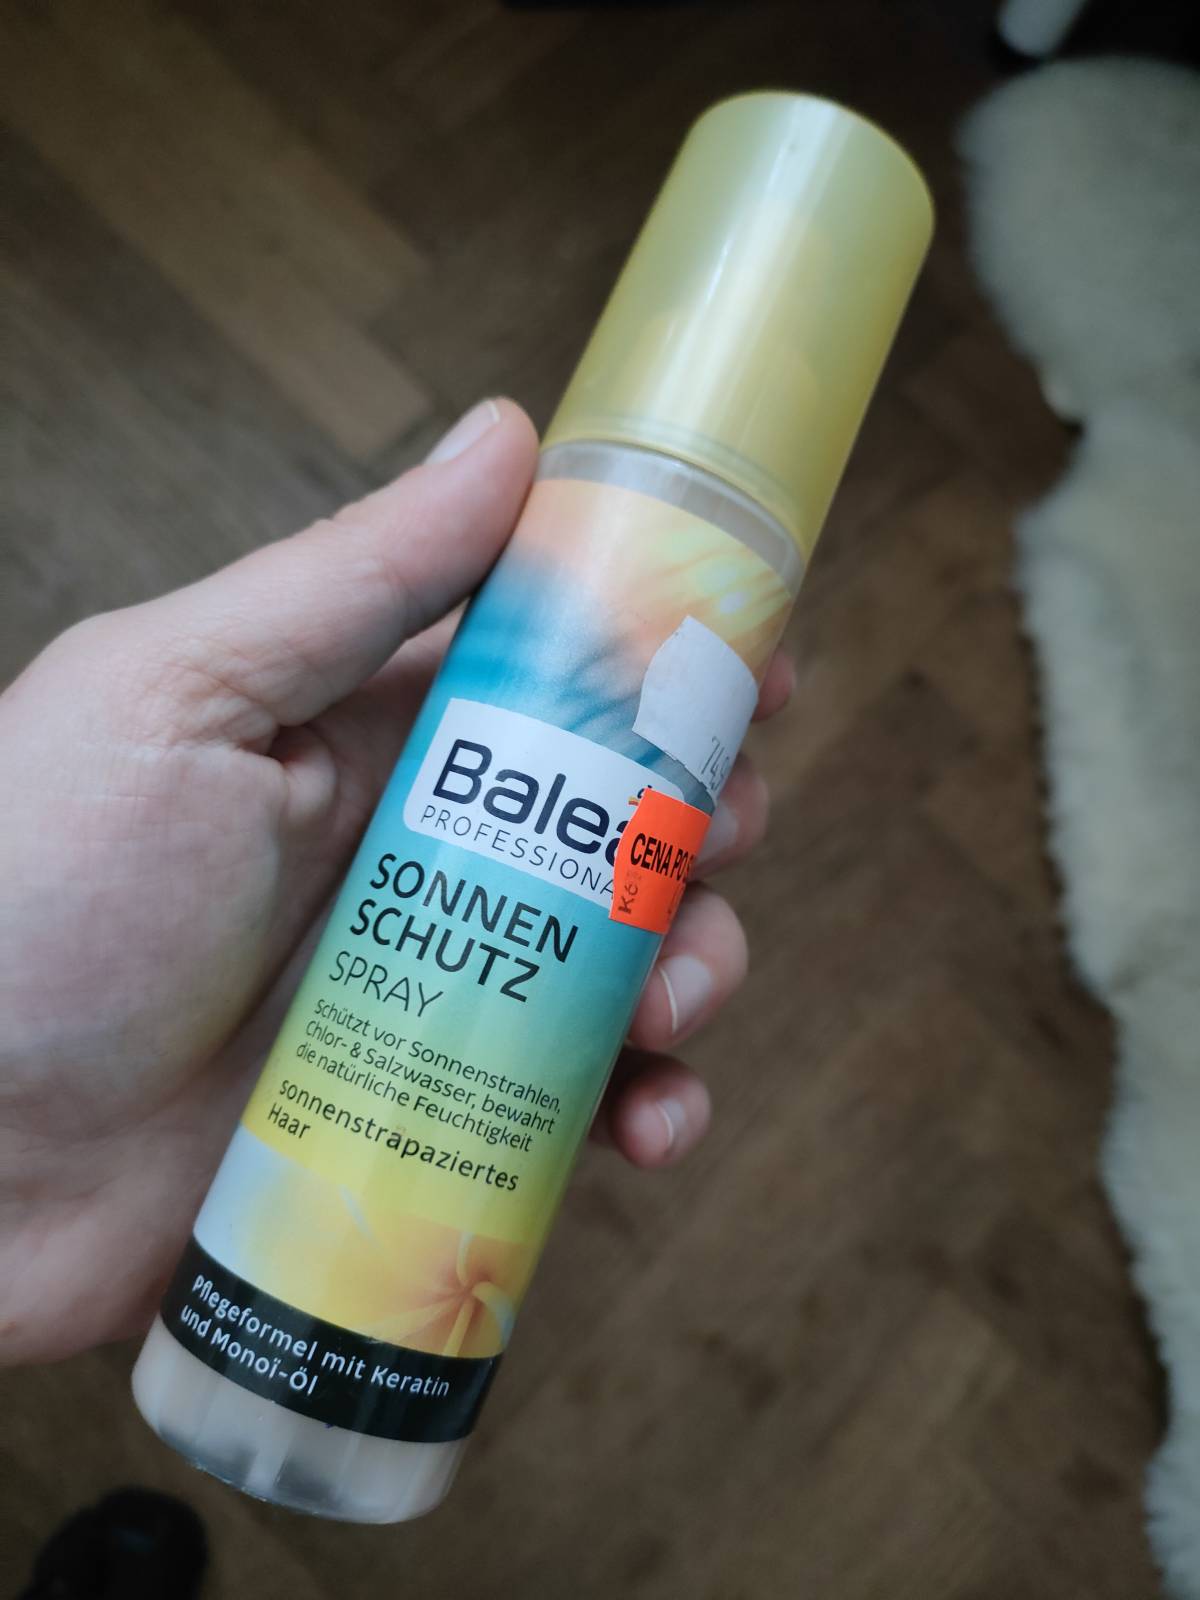 Balea
PROFESSIONA
CENA PO S
SONNEN
SCHUTZ
SPRAY
Schützt vor Sonnenstrahlen,
Chlor- & Salzwasser, bewahrt
die natürliche Feuchtigkeit
sonnenstrapaziertes
Haar
Pflegeformel mit Keratin
und Monoï-Öl